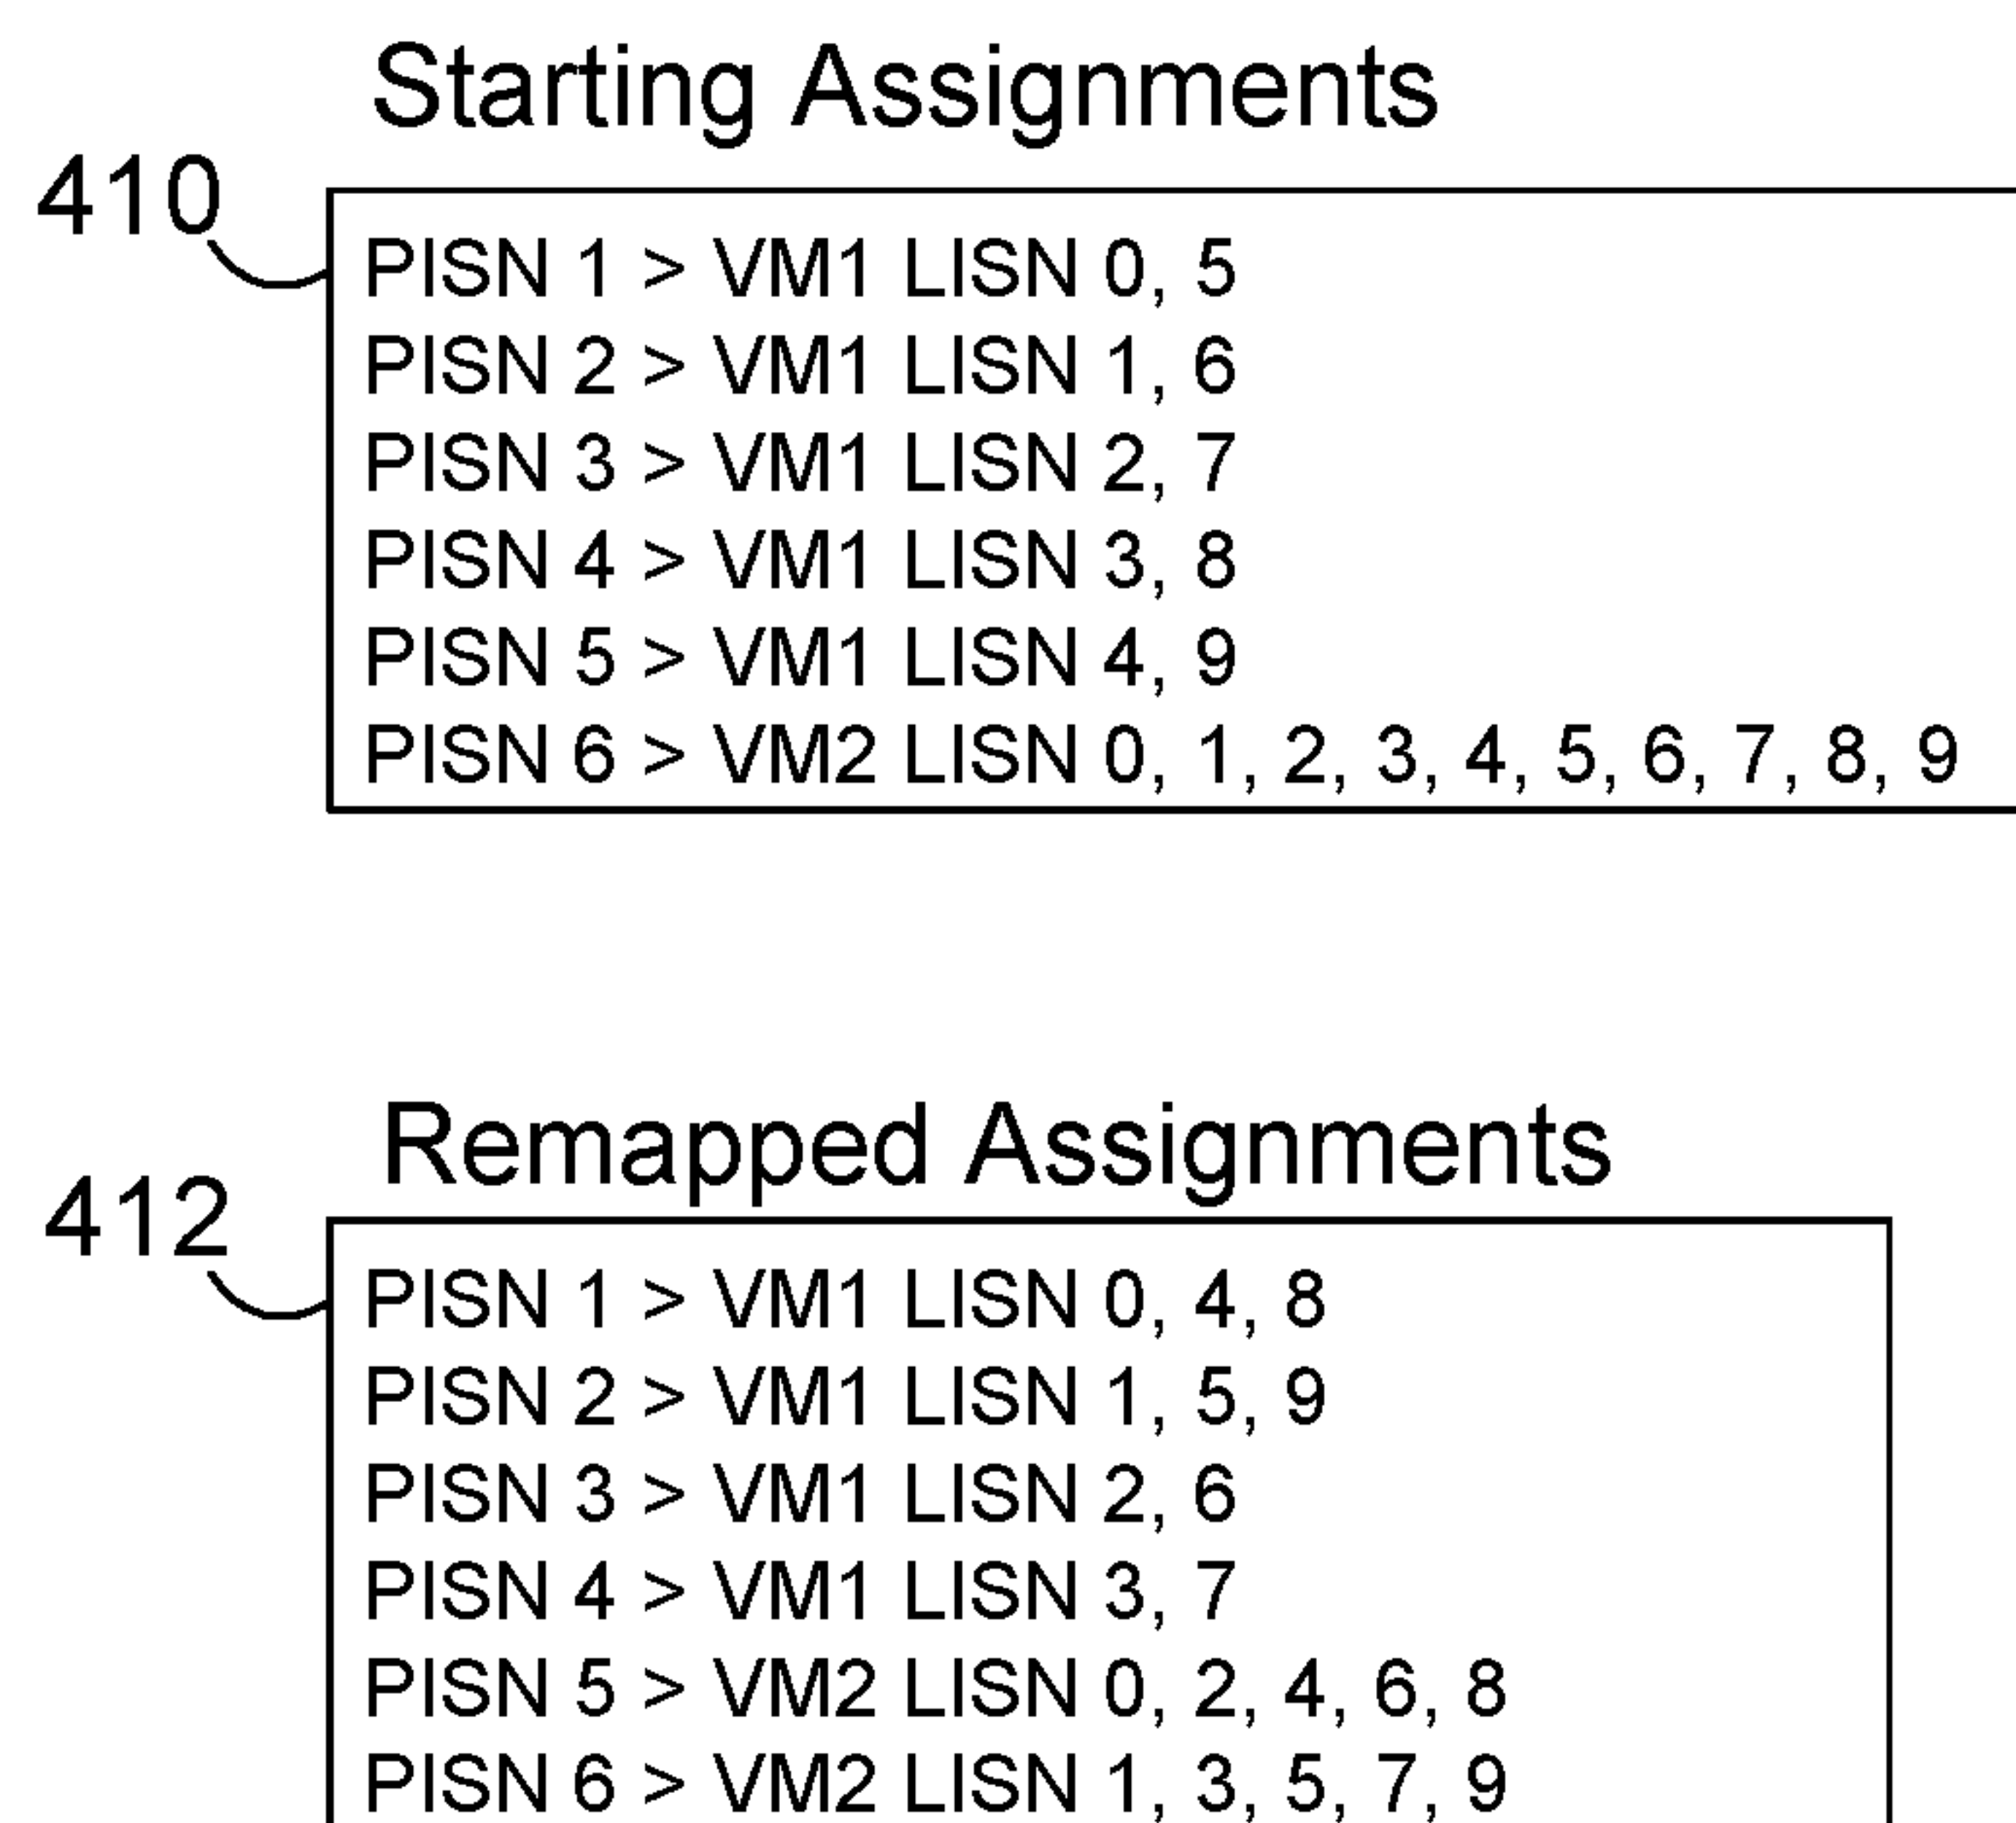 Starting Assignments
410
PISN 1 > VM1 LISN 0, 5
PISN 2 > VM1 LISN 1, 6
PISN 3 > VM1 LISN 2, 7
PISN 4 > VM1 LISN 3, 8
PISN 5 > VM1 LISN 4, 9
PISN 6 > VM2 LISN 0, 1, 2, 3, 4, 5, 6, 7, 8, 9
Remapped Assignments
412
PISN 1 > VM1 LISN 0, 4, 8
PISN 2 > VM1 LISN 1, 5, 9
PISN 3 > VM1 LISN 2, 6
PISN 4 > VM1 LISN 3, 7
PISN 5 > VM2 LISN 0, 2, 4, 6, 8
PISN 6 > VM2 LISN 1, 3, 5, 7, 9